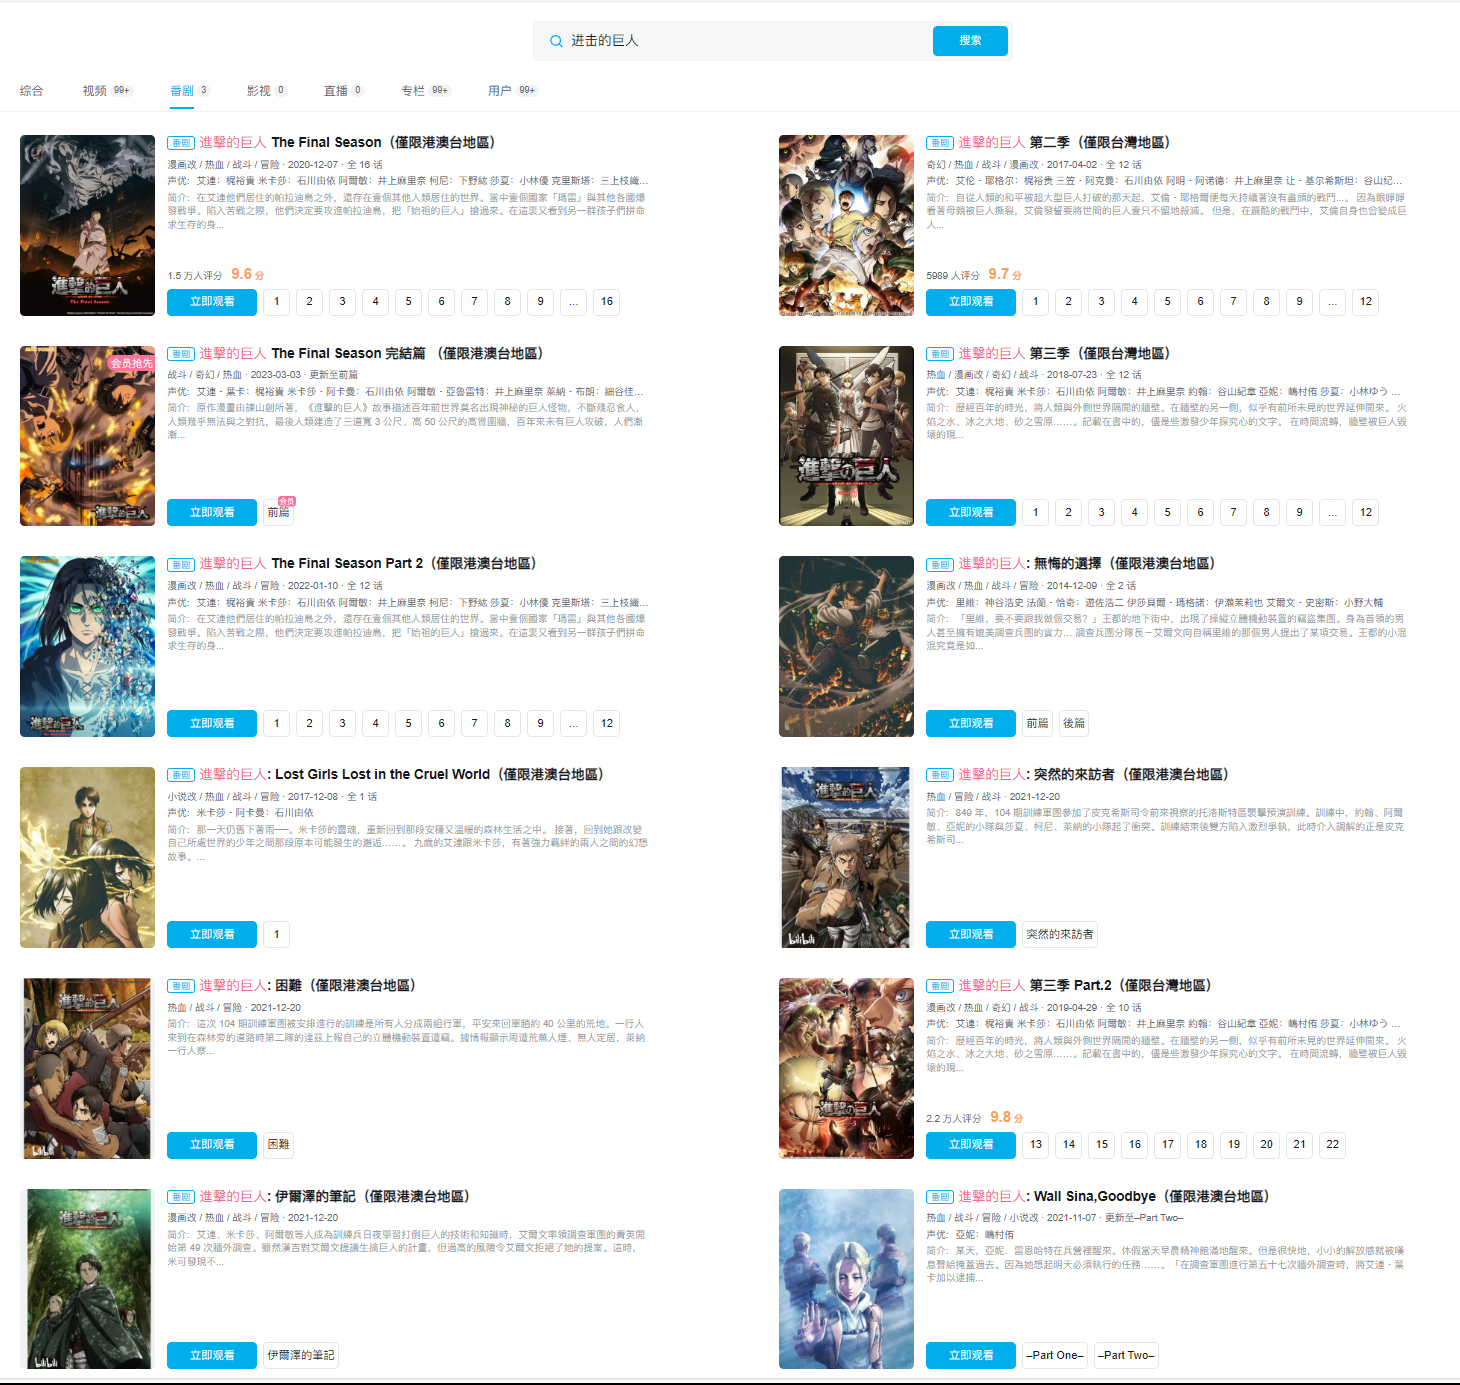 进击的巨人
搜索
综合
视频 99+
番剧 3
影视 0
直播 0
专栏 99+
用户 99+
番剧 進擊的巨人 The Final Season（僅限港澳台地區）
漫画改 / 热血 / 战斗 / 冒险 · 2020-12-07 · 全 16 话
声优：艾連：梶裕貴 米卡莎：石川由依 阿爾敏：井上麻里奈 柯尼：下野紘 莎夏：小林優 克里斯塔：三上枝織...
简介：在艾連他們居住的帕拉迪島之外，還存在壹個其他人類居住的世界。當中壹個國家「瑪雷」與其他各國爆
發戰爭。陷入苦戰之際，他們決定要攻進帕拉迪島，把「始祖的巨人」搶過來。在這裏又看到另一群孩子們拼命
求生存的身...
1.5 万人评分 9.6 分
立即观看 1 2 3 4 5 6 7 8 9 ... 16
進擊的巨人
The Final Season
番剧 進擊的巨人 第二季（僅限台灣地區）
奇幻 / 热血 / 战斗 / 漫画改 · 2017-04-02 · 全 12 话
声优：艾伦・耶格尔：梶裕贵 三笠・阿克曼：石川由依 阿明・阿诺德：井上麻里奈 让・基尔希斯坦：谷山纪...
简介：自從人類的和平被超大型巨人打破的那天起，艾倫・耶格爾便每天持續著沒有盡頭的戰鬥...。 因為眼睜睜
看著母親被巨人撕裂，艾倫發誓要將世間的巨人壹只不留地殺滅。 但是，在嚴酷的戰鬥中，艾倫自身也會變成巨
人...
5989 人评分 9.7 分
立即观看 1 2 3 4 5 6 7 8 9 ... 12
会员抢先
進擊的巨人
番剧 進擊的巨人 The Final Season 完結篇 （僅限港澳台地區）
战斗 / 奇幻 / 热血 · 2023-03-03 · 更新至前篇
声优：艾連・葉卡：梶裕貴 米卡莎・阿卡曼：石川由依 阿爾敏・亞魯雷特：井上麻里奈 萊納・布朗：細谷佳...
简介：原作漫畫由諫山創所著，《進擊的巨人》故事描述百年前世界莫名出現神秘的巨人怪物，不斷殘忍食人，
人類幾乎無法與之對抗，最後人類建造了三道寬 3 公尺、高 50 公尺的高聳圍牆，百年來未有巨人攻破，人們漸
漸...
立即观看 前篇 会员
番剧 進擊的巨人 第三季（僅限台灣地區）
热血 / 漫画改 / 奇幻 / 战斗 · 2018-07-23 · 全 12 话
声优：艾連：梶裕貴 米卡莎：石川由依 阿爾敏：井上麻里奈 約翰：谷山紀章 亞妮：嶋村侑 莎夏：小林ゆう ...
简介：歷經百年的時光，將人類與外側世界隔開的牆壁。在牆壁的另一側，似乎有前所未見的世界延伸開來。 火
焰之水、冰之大地、砂之雪原……。記載在書中的，儘是些激發少年探究心的文字。 在時間流轉，牆壁被巨人毀
壞的現...
立即观看 1 2 3 4 5 6 7 8 9 ... 12
進撃の巨人
進擊的巨人
番剧 進擊的巨人 The Final Season Part 2（僅限港澳台地區）
漫画改 / 热血 / 战斗 / 冒险 · 2022-01-10 · 全 12 话
声优：艾連：梶裕貴 米卡莎：石川由依 阿爾敏：井上麻里奈 柯尼：下野紘 莎夏：小林優 克里斯塔：三上枝織...
简介：在艾連他們居住的帕拉迪島之外，還存在壹個其他人類居住的世界。當中壹個國家「瑪雷」與其他各國爆
發戰爭。陷入苦戰之際，他們決定要攻進帕拉迪島，把「始祖的巨人」搶過來。在這裏又看到另一群孩子們拼命
求生存的身...
立即观看 1 2 3 4 5 6 7 8 9 ... 12
番剧 進擊的巨人: 無悔的選擇（僅限港澳台地區）
漫画改 / 热血 / 战斗 / 冒险 · 2014-12-09 · 全 2 话
声优：里維：神谷浩史 法蘭・恰奇：遊佐浩二 伊莎貝爾・瑪格諾：伊瀨茉莉也 艾爾文・史密斯：小野大輔
简介：「里維，要不要跟我做個交易？」王都的地下街中，出現了操縱立體機動裝置的竊盜集團。身為首領的男
人甚至擁有媲美調查兵團的實力... 調查兵團分隊長－艾爾文向自稱里維的那個男人提出了某項交易。王都的小混
混究竟是如...
立即观看 前篇 後篇
番剧 進擊的巨人: Lost Girls Lost in the Cruel World（僅限港澳台地區）
小说改 / 热血 / 战斗 / 冒险 · 2017-12-08 · 全 1 话
声优：米卡莎・阿卡曼：石川由依
简介：那一天仍舊下著雨──。米卡莎的靈魂，重新回到那段安穩又溫暖的森林生活之中。 接著，回到她跟改變
自己所處世界的少年之間那段原本可能發生的邂逅……。 九歲的艾連跟米卡莎，有著強力羈絆的兩人之間的幻想
故事。...
立即观看 1
進擊的巨人
bilibili
番剧 進擊的巨人: 突然的來訪者（僅限港澳台地區）
热血 / 冒险 / 战斗 · 2021-12-20
简介：849 年，104 期訓練軍團參加了皮克希斯司令前來視察的托洛斯特區襲擊預演訓練。訓練中，約翰、阿爾
敏、亞妮的小隊與莎夏、柯尼、萊納的小隊起了衝突。訓練結束後雙方陷入激烈爭執，此時介入調解的正是皮克
希斯司...
立即观看 突然的來訪者
進擊的巨人
bilibili
番剧 進擊的巨人: 困難（僅限港澳台地區）
热血 / 战斗 / 冒险 · 2021-12-20
简介：這次 104 期訓練軍團被安排進行的訓練是所有人分成兩組行軍，平安來回單趟約 40 公里的荒地。一行人
來到在森林旁的道路時第二隊的達茲上報自己的立體機動裝置遭竊。據情報顯示周遭荒蕪人煙、無人定居，萊納
一行人察...
立即观看 困難
進撃の巨人
番剧 進擊的巨人 第三季 Part.2（僅限台灣地區）
漫画改 / 热血 / 奇幻 / 战斗 · 2019-04-29 · 全 10 话
声优：艾連：梶裕貴 米卡莎：石川由依 阿爾敏：井上麻里奈 約翰：谷山紀章 亞妮：嶋村侑 莎夏：小林ゆう ...
简介：歷經百年的時光，將人類與外側世界隔開的牆壁。在牆壁的另一側，似乎有前所未見的世界延伸開來。 火
焰之水、冰之大地、砂之雪原……。記載在書中的，儘是些激發少年探究心的文字。 在時間流轉，牆壁被巨人毀
壞的現...
2.2 万人评分 9.8 分
立即观看 13 14 15 16 17 18 19 20 21 22
進擊的巨人
bilibili
番剧 進擊的巨人: 伊爾澤的筆記（僅限港澳台地區）
漫画改 / 热血 / 战斗 / 冒险 · 2021-12-20
简介：艾連、米卡莎、阿爾敏等人成為訓練兵日夜學習打倒巨人的技術和知識時，艾爾文率領調查軍團的菁英開
始第 49 次牆外調查。雖然漢吉對艾爾文提議生擒巨人的計畫，但過高的風險令艾爾文拒絕了她的提案。這時，
米可發現不...
立即观看 伊爾澤的筆記
番剧 進擊的巨人: Wall Sina,Goodbye（僅限港澳台地區）
热血 / 战斗 / 冒险 / 小说改 · 2021-11-07 · 更新至–Part Two–
声优：亞妮：嶋村侑
简介：某天，亞妮．雷恩哈特在兵營裡醒來。休假當天早晨精神飽滿地醒來。但是很快地，小小的解放感就被嘆
息聲給掩蓋過去。因為她想起明天必須執行的任務……。「在調查軍團進行第五十七次牆外調查時，將艾連・葉
卡加以逮捕...
立即观看 –Part One– –Part Two–